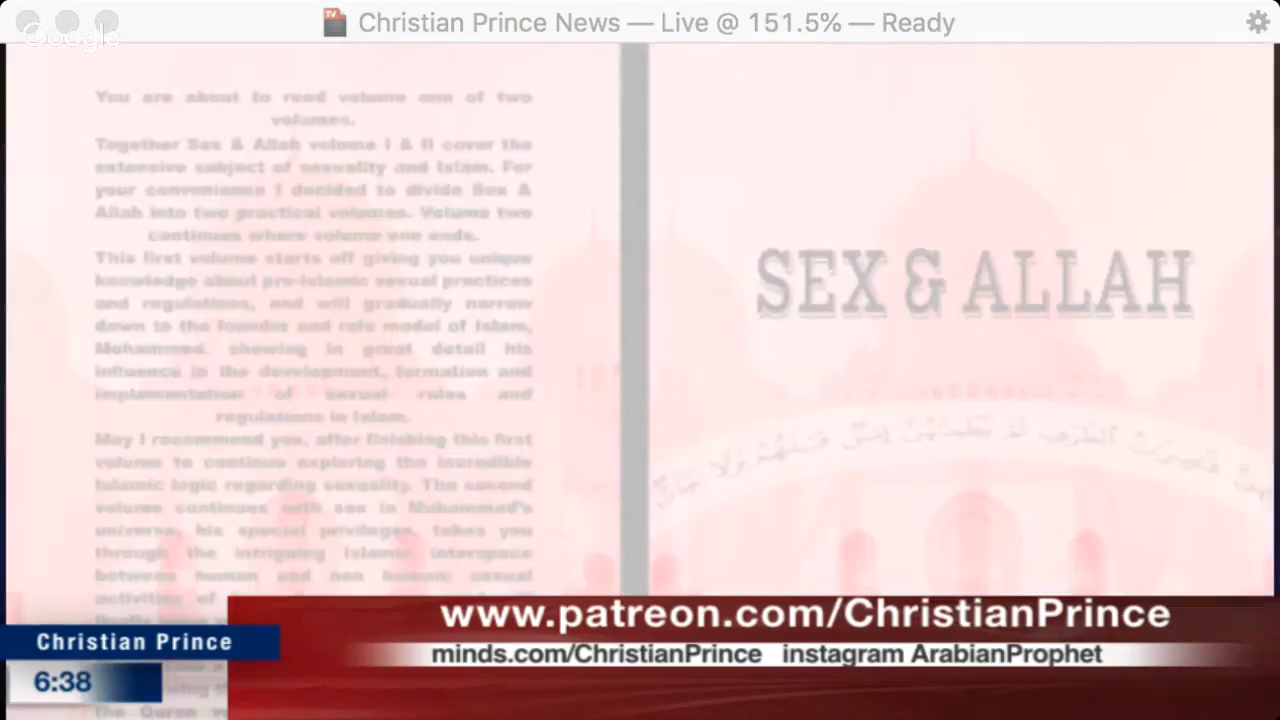 Christian Prince News — Live @ 151.5% — Ready
Google
You are about to read volume one of two
volumes.
Together Sex & Allah volume I & II cover the
extensive subject of sexuality and Islam. For
your convenience I decided to divide Sex &
Allah into two practical volumes. Volume two
continues where volume one ends.
This first volume starts off giving you unique
knowledge about pre-Islamic sexual practices
and regulations, and will gradually narrow
down to the founder and role model of Islam,
Mohammed, showing in great detail his
influence in the development, formation and
implementation of sexual rules and
regulations in Islam.
May I recommend you, after finishing this first
volume to continue exploring the incredible
Islamic logic regarding sexuality. The second
volume continues with sex in Muhammad's
universe, his special privileges, takes you
through the intriguing Islamic interspace
between human and non human sexual
activities of
the Quran
SEX & ALLAH
www.patreon.com/ChristianPrince
Christian Prince
minds.com/ChristianPrince instagram ArabianProphet
6:38